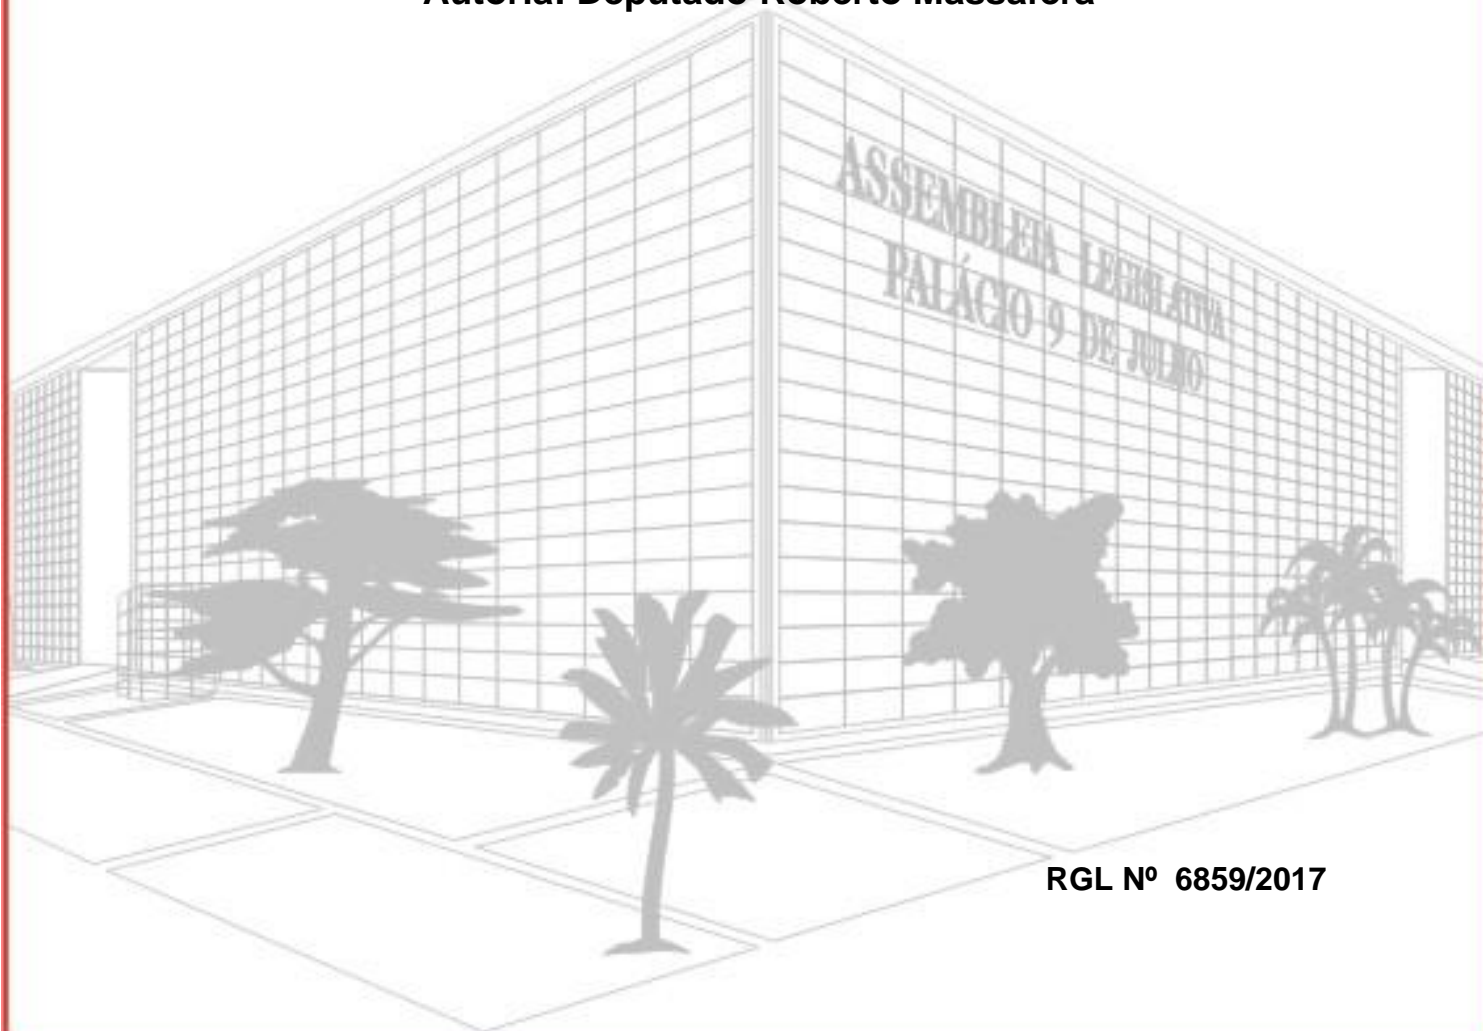 Autoria: Deputado Roberto Massafera
ASSEMBLEIA LEGISLATIVA
PALÁCIO 9 DE JULHO
RGL Nº 6859/2017